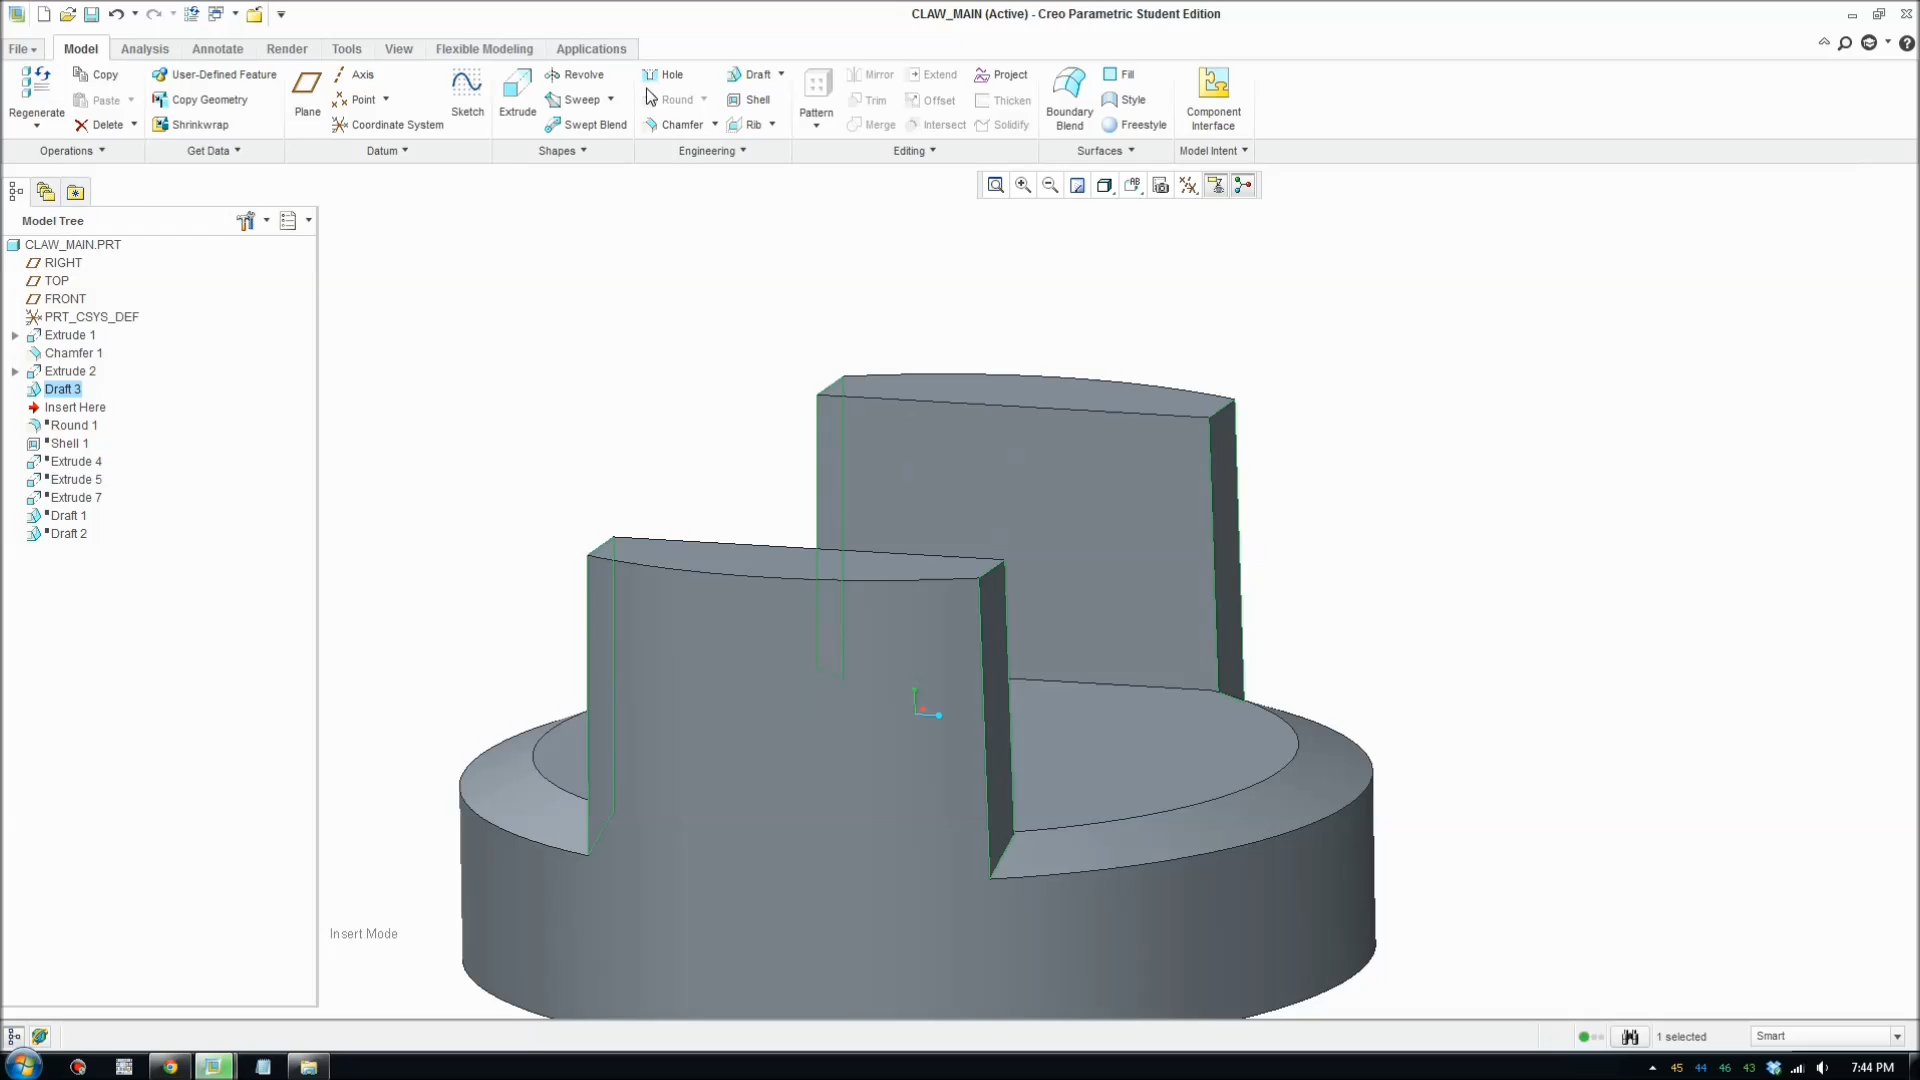 CLAW_MAIN (Active) - Creo Parametric Student Edition
File Model Analysis Annotate Render Tools View Flexible Modeling Applications
Regenerate
Copy
Paste
Delete
User-Defined Feature
Copy Geometry
Shrinkwrap
Plane
Axis
Point
Coordinate System
Sketch
Extrude
Revolve
Sweep
Swept Blend
Hole
Round
Chamfer
Draft
Shell
Rib
Pattern
Mirror
Trim
Merge
Extend
Offset
Intersect
Project
Thicken
Solidify
Boundary
Blend
Fill
Style
Freestyle
Component
Interface
Operations Get Data Datum Shapes Engineering Editing Surfaces Model Intent
Model Tree
CLAW_MAIN.PRT
RIGHT
TOP
FRONT
PRT_CSYS_DEF
Extrude 1
Chamfer 1
Extrude 2
Draft 3
Insert Here
Round 1
Shell 1
Extrude 4
Extrude 5
Extrude 7
Draft 1
Draft 2
Insert Mode
1 selected
Smart
45 44 46 43 7:44 PM